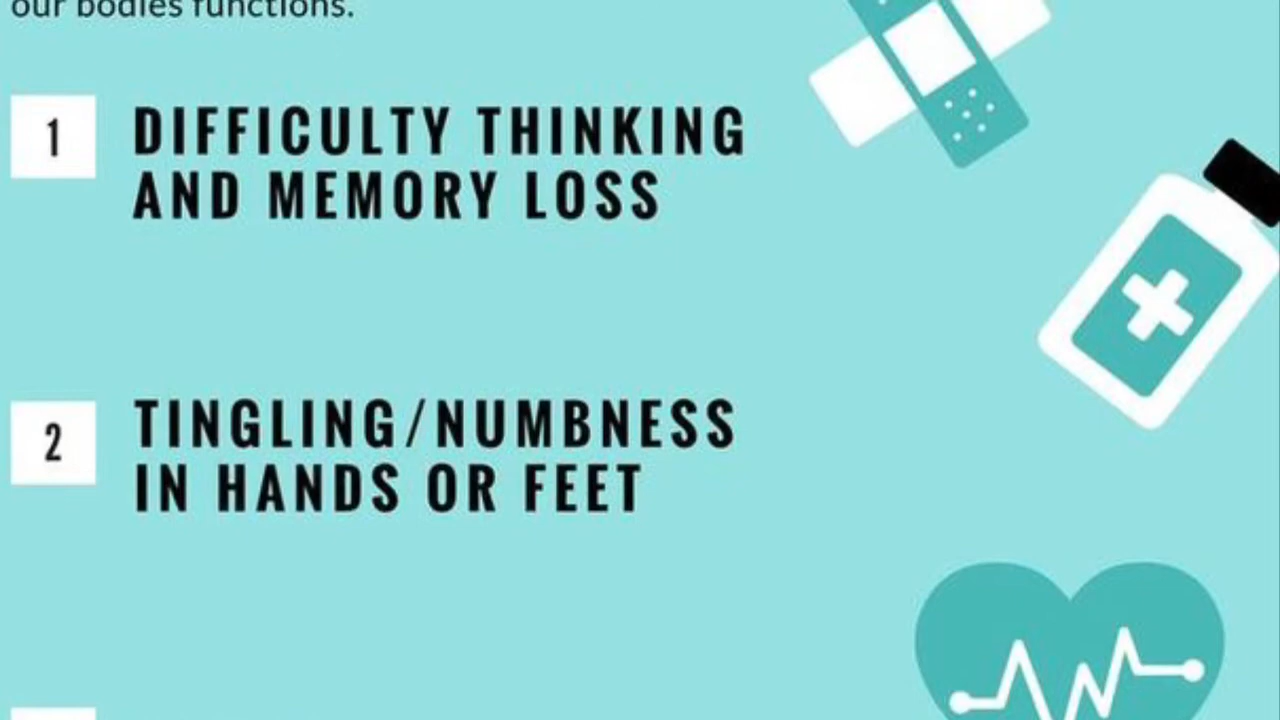 our bodies functions.
1
DIFFICULTY THINKING
AND MEMORY LOSS
2
TINGLING/NUMBNESS
IN HANDS OR FEET